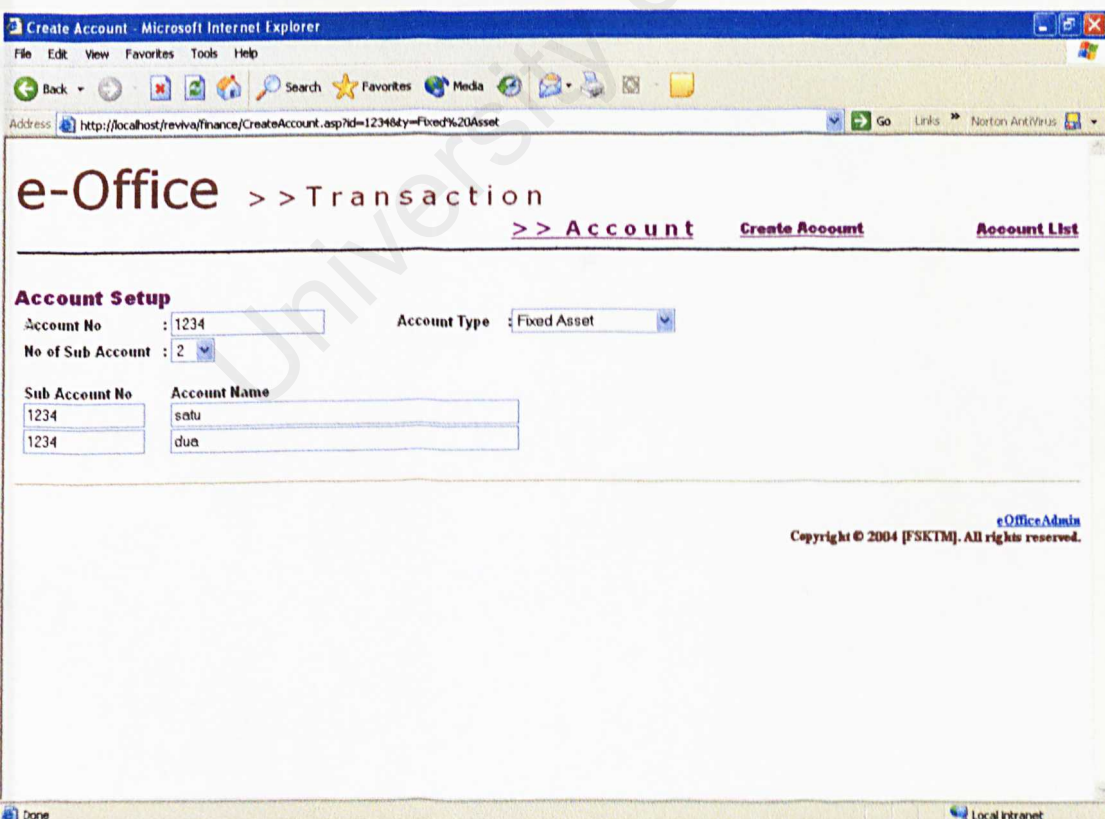 Create Account - Microsoft Internet Explorer
File Edit View Favorites Tools Help
Back Search Favorites Media
Address http://localhost/reviva/finance/CreateAccount.asp?id=1234&ty=Fixed%20Asset Go Links » Norton AntiVirus
e-Office >>Transaction
>> Account Create Account Account List
Account Setup
Account No : 1234 Account Type : Fixed Asset
No of Sub Account : 2
Sub Account No Account Name
1234 satu
1234 dua
eOfficeAdmin
Copyright © 2004 [FSKTM]. All rights reserved.
Done Local intranet
University